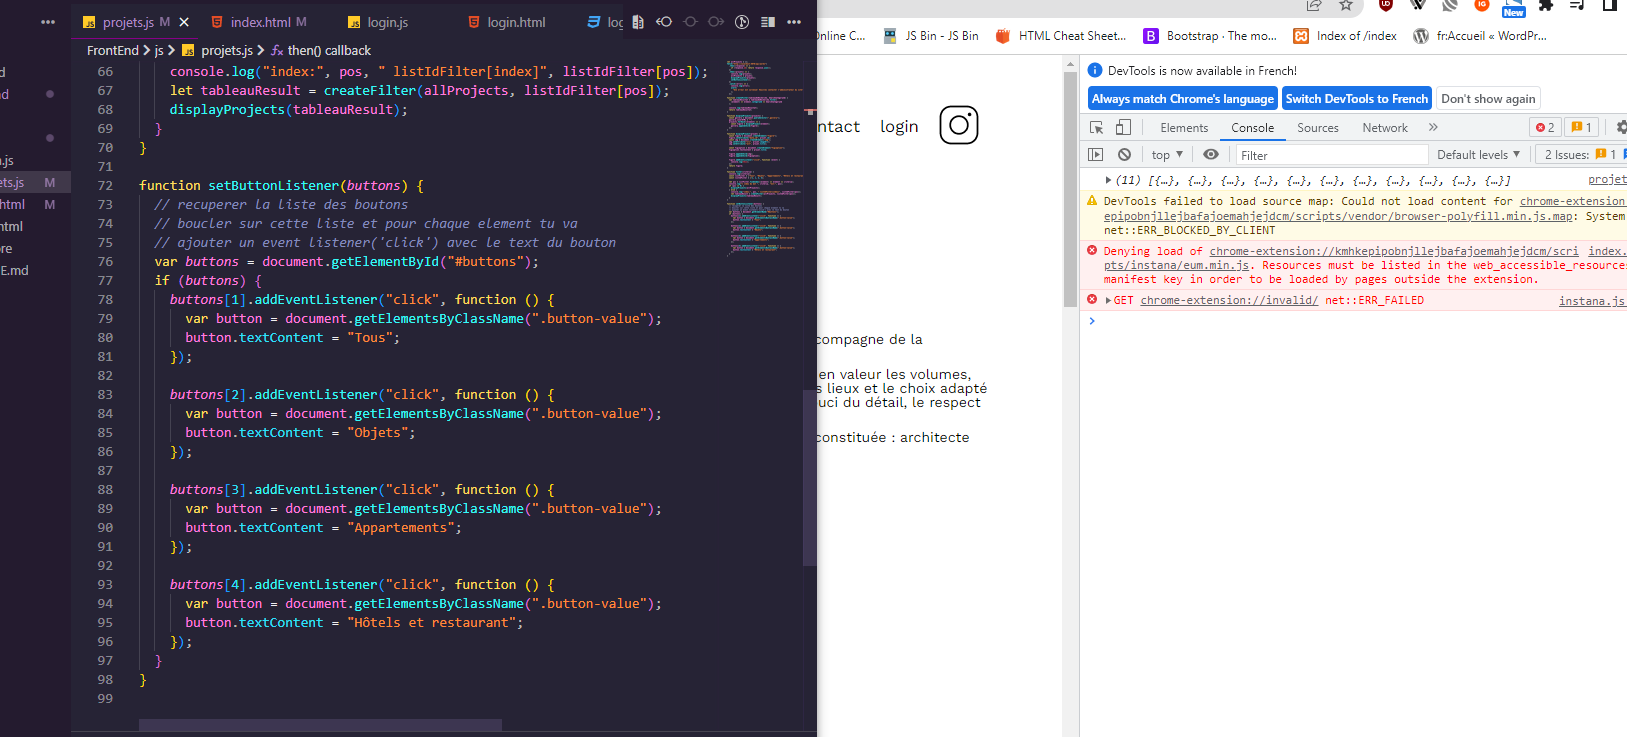 projets.js M
index.html M
login.js
login.html
log
FrontEnd > js > projets.js > then() callback
66 console.log("index:", pos, " listIdFilter[index]", listIdFilter[pos]);
67 let tableauResult = createFilter(allProjects, listIdFilter[pos]);
68 displayProjects(tableauResult);
69 }
70 }
71
72 function setButtonListener(buttons) {
73 // recuperer la liste des boutons
74 // boucler sur cette liste et pour chaque element tu va
75 // ajouter un event listener('click') avec le text du bouton
76 var buttons = document.getElementById("#buttons");
77 if (buttons) {
78 buttons[1].addEventListener("click", function () {
79 var button = document.getElementsByClassName(".button-value");
80 button.textContent = "Tous";
81 });
82
83 buttons[2].addEventListener("click", function () {
84 var button = document.getElementsByClassName(".button-value");
85 button.textContent = "Objets";
86 });
87
88 buttons[3].addEventListener("click", function () {
89 var button = document.getElementsByClassName(".button-value");
90 button.textContent = "Appartements";
91 });
92
93 buttons[4].addEventListener("click", function () {
94 var button = document.getElementsByClassName(".button-value");
95 button.textContent = "Hôtels et restaurant";
96 });
97 }
98 }
99
d
nd
.js
ets.js M
html M
html
re
E.md
New
Online C...
JS Bin - JS Bin
HTML Cheat Sheet...
Bootstrap · The mo...
Index of /index
fr:Accueil « WordPr...
ntact login
compagne de la
en valeur les volumes,
s lieux et le choix adapté
uci du détail, le respect
constituée : architecte
DevTools is now available in French!
Always match Chrome's language
Switch DevTools to French
Don't show again
Elements Console Sources Network » 2 1
top ▼ Filter Default levels ▼ 2 Issues: 1
(11) [{…}, {…}, {…}, {…}, {…}, {…}, {…}, {…}, {…}, {…}, {…}] projet
DevTools failed to load source map: Could not load content for chrome-extension
epipobnjllejbafajoemahjejdcm/scripts/vendor/browser-polyfill.min.js.map: System
net::ERR_BLOCKED_BY_CLIENT
Denying load of chrome-extension://kmhkepipobnjllejbafajoemahjejdcm/scri index.
pts/instana/eum.min.js. Resources must be listed in the web_accessible_resources
manifest key in order to be loaded by pages outside the extension.
GET chrome-extension://invalid/ net::ERR_FAILED instana.js